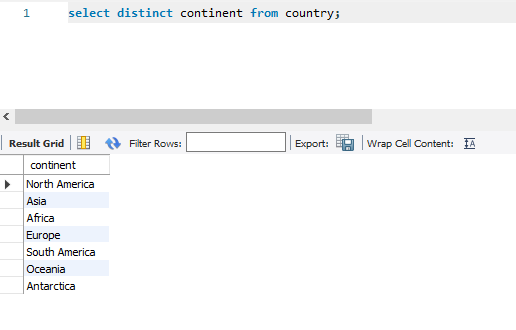 1 select distinct continent from country;
Result Grid Filter Rows: Export: Wrap Cell Content: IA
continent
North America
Asia
Africa
Europe
South America
Oceania
Antarctica